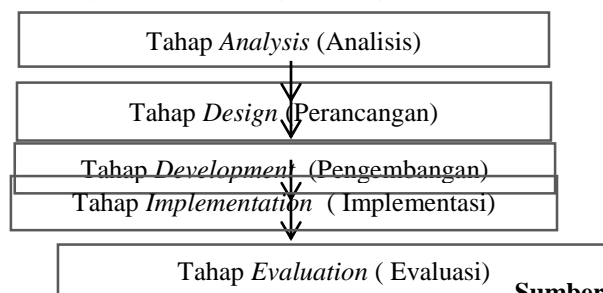 Tahap Analysis (Analisis)
Tahap Design (Perancangan)
Tahap Development (Pengembangan)
Tahap Implementation ( Implementasi)
Tahap Evaluation ( Evaluasi)
Sumber